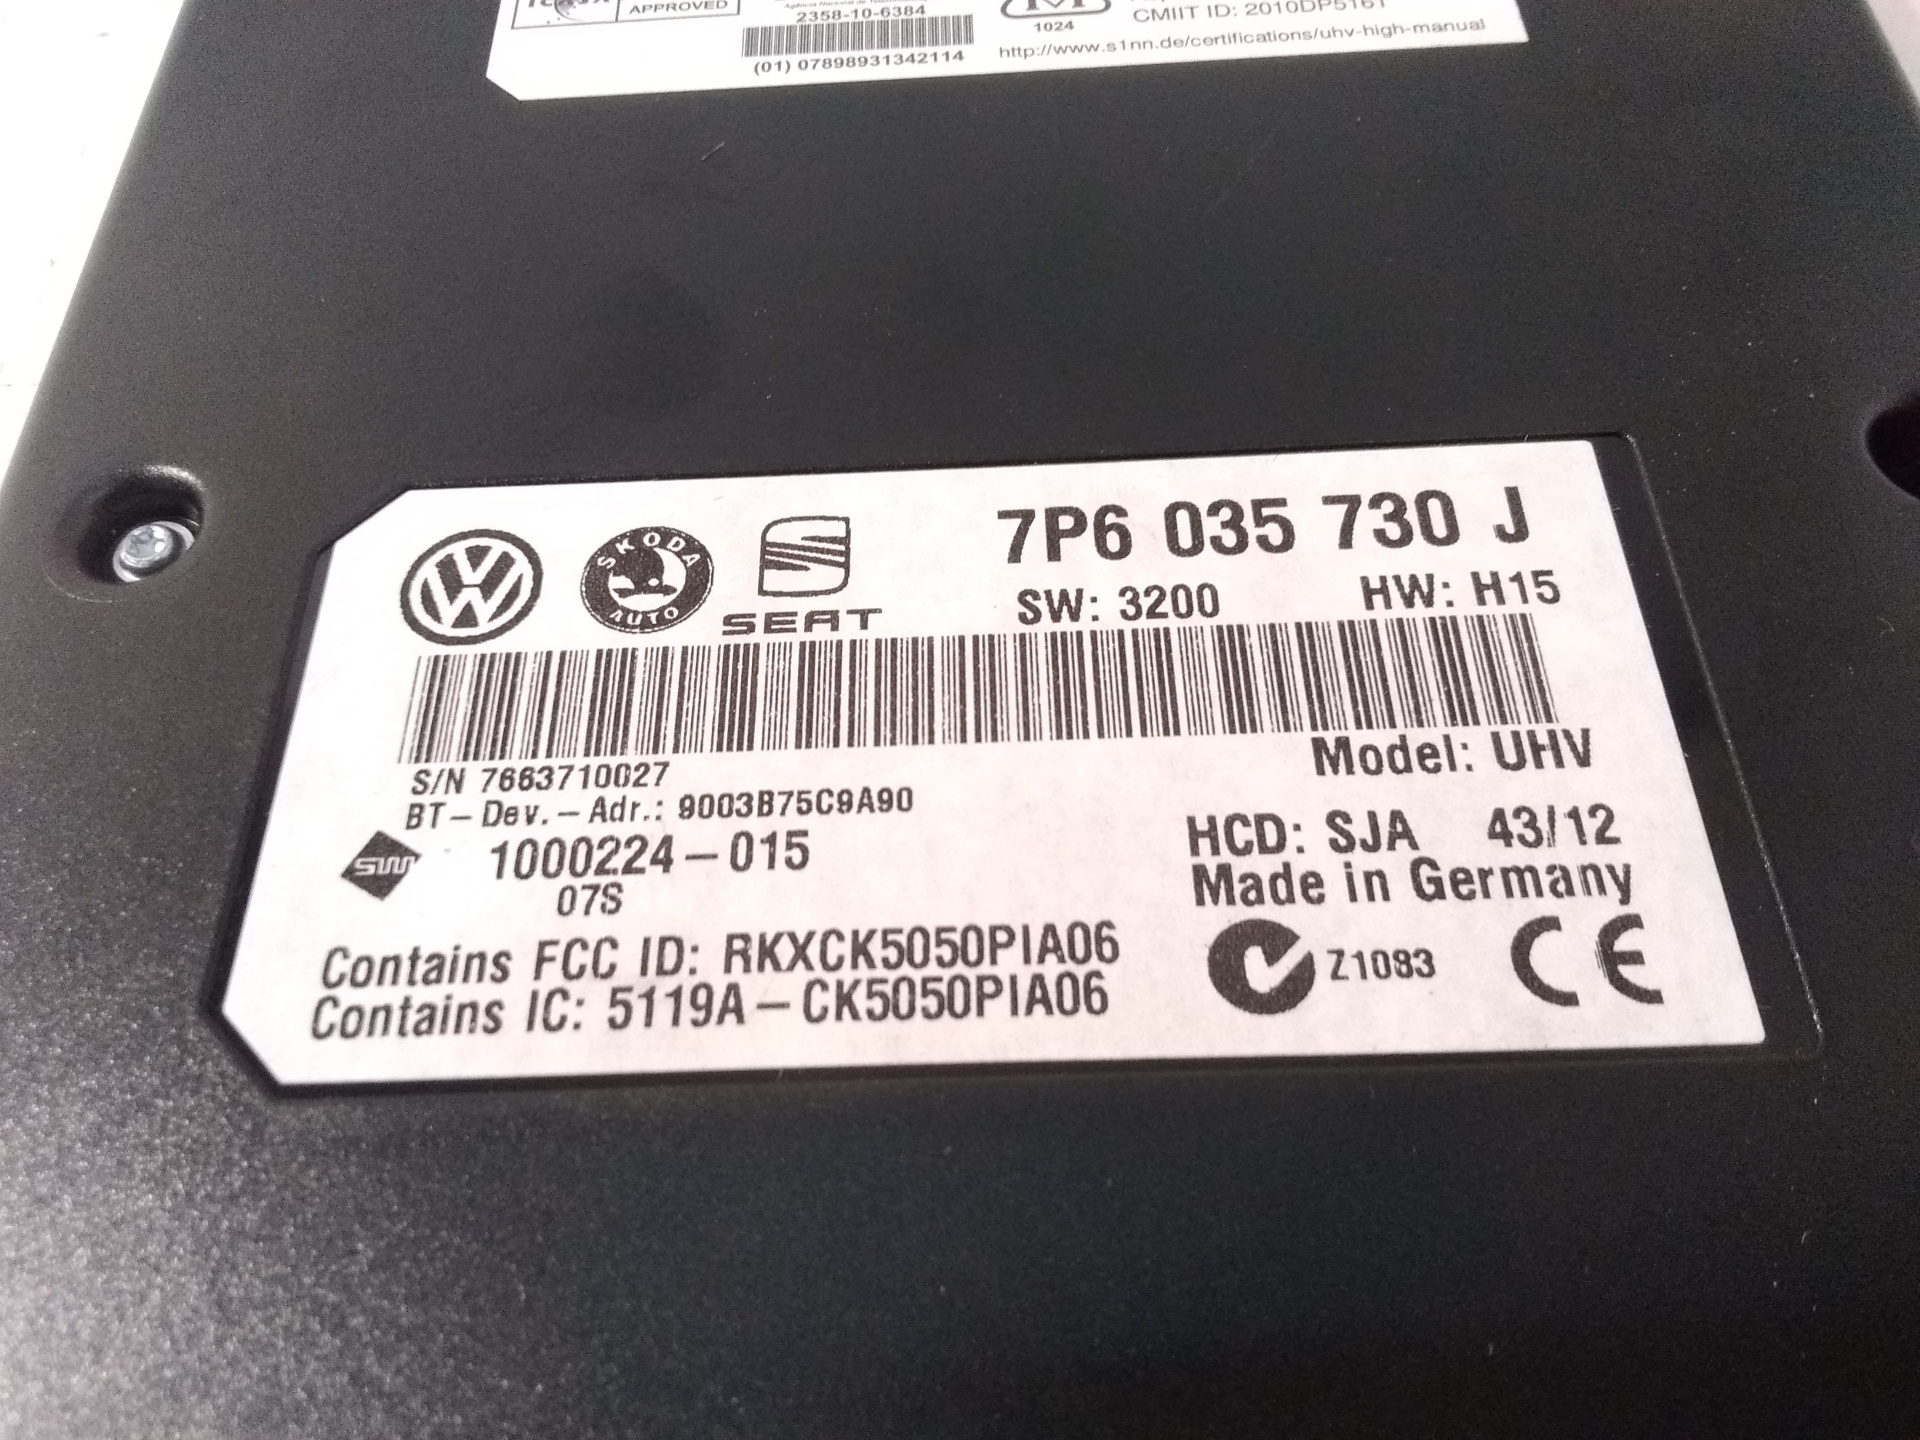 APPROVED
2358-10-6384
(01) 07898931342114
1024
CMIIT ID: 2010DP5161
http://www.s1nn.de/certifications/uhv-high-manual
SKODA
AUTO
SEAT
7P6 035 730 J
SW: 3200 HW: H15
S/N 7663710027
Model: UHV
BT-Dev.-Adr.: 9003B75C9A90
1000224-015
07S
HCD: SJA 43/12
Made in Germany
Contains FCC ID: RKXCK5050PIA06
Contains IC: 5119A-CK5050PIA06
Z1083
CE